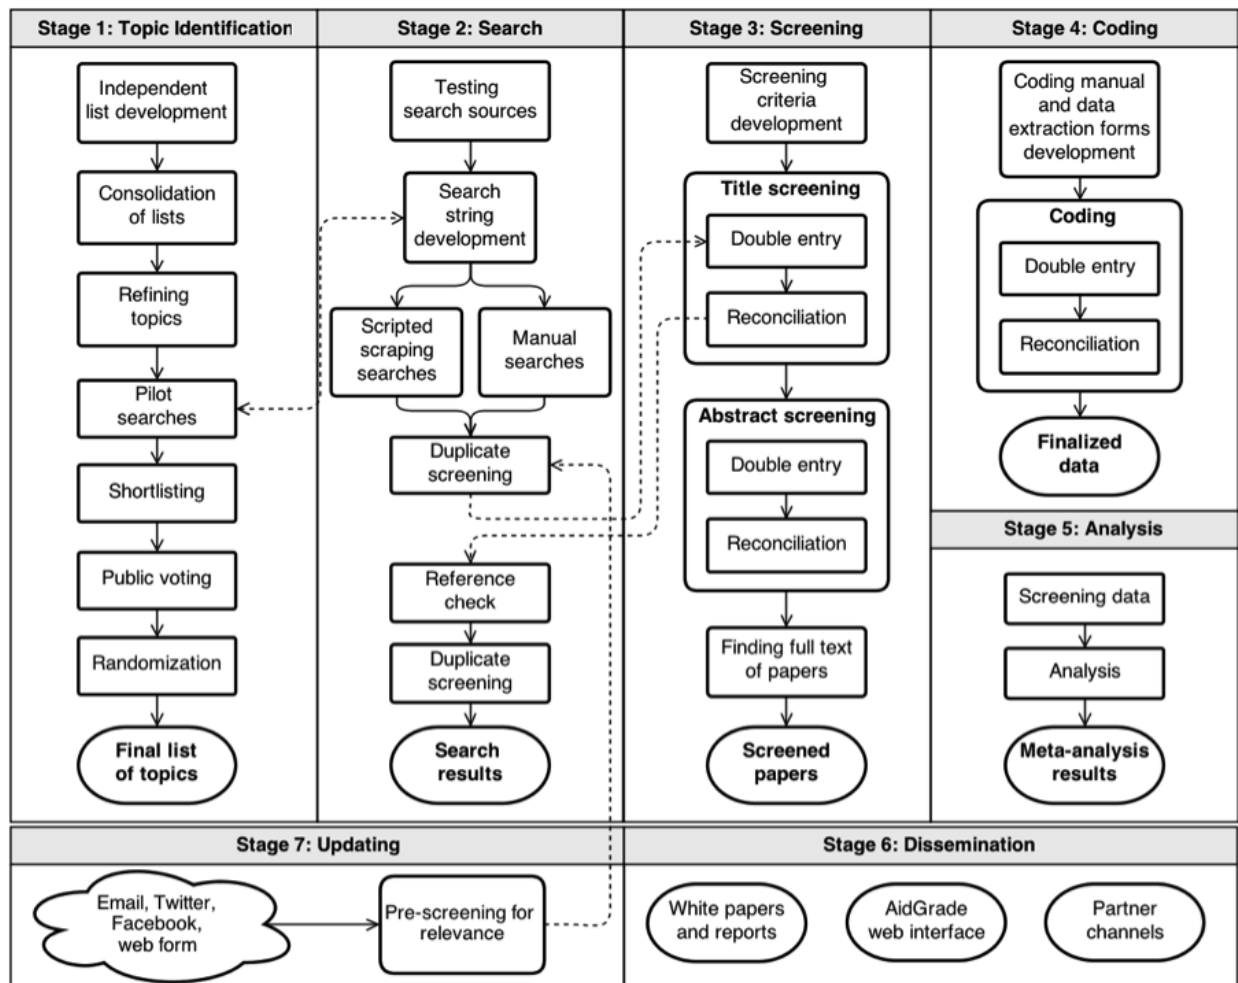 Stage 1: Topic Identification
Independent
list development
Consolidation
of lists
Refining
topics
Pilot
searches
Shortlisting
Public voting
Randomization
Final list
of topics
Stage 2: Search
Testing
search sources
Search
string
development
Scripted
scraping
searches
Manual
searches
Duplicate
screening
Reference
check
Duplicate
screening
Search
results
Stage 3: Screening
Screening
criteria
development
Title screening
Double entry
Reconciliation
Abstract screening
Double entry
Reconciliation
Finding full text
of papers
Screened
papers
Stage 4: Coding
Coding manual
and data
extraction forms
development
Coding
Double entry
Reconciliation
Finalized
data
Stage 5: Analysis
Screening data
Analysis
Meta-analysis
results
Stage 7: Updating
Email, Twitter,
Facebook,
web form
Pre-screening for
relevance
Stage 6: Dissemination
White papers
and reports
AidGrade
web interface
Partner
channels